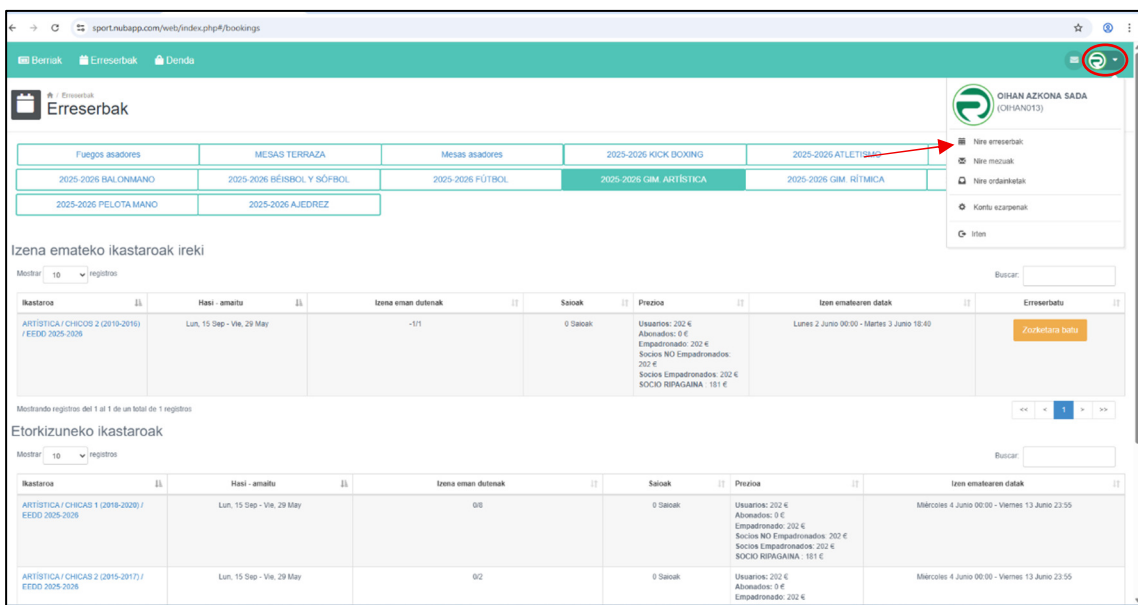 sport.nubapp.com/web/index.php#/bookings
Berriak Erreserbak Denda
/ Erreserbak
Erreserbak
OIHAN AZKONA SADA
(OIHAN013)
Nire erreserbak
Nire mezuak
Nire ordainketak
Kontu ezarpenak
Irten
Fuegos asadores MESAS TERRAZA Mesas asadores 2025-2026 KICK BOXING 2025-2026 ATLETISMO
2025-2026 BALONMANO 2025-2026 BÉISBOL Y SÓFBOL 2025-2026 FÚTBOL 2025-2026 GIM. ARTÍSTICA 2025-2026 GIM. RÍTMICA
2025-2026 PELOTA MANO 2025-2026 AJEDREZ
Izena emateko ikastaroak ireki
Mostrar 10 registros Buscar:
Ikastaroa Hasi - amaitu Izena eman dutenak Saioak Prezioa Izen ematearen datak Erreserbatu
ARTÍSTICA / CHICOS 2 (2010-2016) / EEDD 2025-2026
Lun, 15 Sep - Vie, 29 May
-1/1
0 Saioak
Usuarios: 202 €
Abonados: 0 €
Empadronado: 202 €
Socios NO Empadronados:
202 €
Socios Empadronados: 202 €
SOCIO RIPAGAINA : 181 €
Lunes 2 Junio 00:00 - Martes 3 Junio 18:40
Zozketara batu
Mostrando registros del 1 al 1 de un total de 1 registros
<< < 1 > >>
Etorkizuneko ikastaroak
Mostrar 10 registros Buscar:
Ikastaroa Hasi - amaitu Izena eman dutenak Saioak Prezioa Izen ematearen datak
ARTÍSTICA / CHICAS 1 (2018-2020) / EEDD 2025-2026
Lun, 15 Sep - Vie, 29 May
0/8
0 Saioak
Usuarios: 202 €
Abonados: 0 €
Empadronado: 202 €
Socios NO Empadronados: 202 €
Socios Empadronados: 202 €
SOCIO RIPAGAINA : 181 €
Miércoles 4 Junio 00:00 - Viernes 13 Junio 23:55
ARTÍSTICA / CHICAS 2 (2015-2017) / EEDD 2025-2026
Lun, 15 Sep - Vie, 29 May
0/2
0 Saioak
Usuarios: 202 €
Abonados: 0 €
Empadronado: 202 €
Miércoles 4 Junio 00:00 - Viernes 13 Junio 23:55